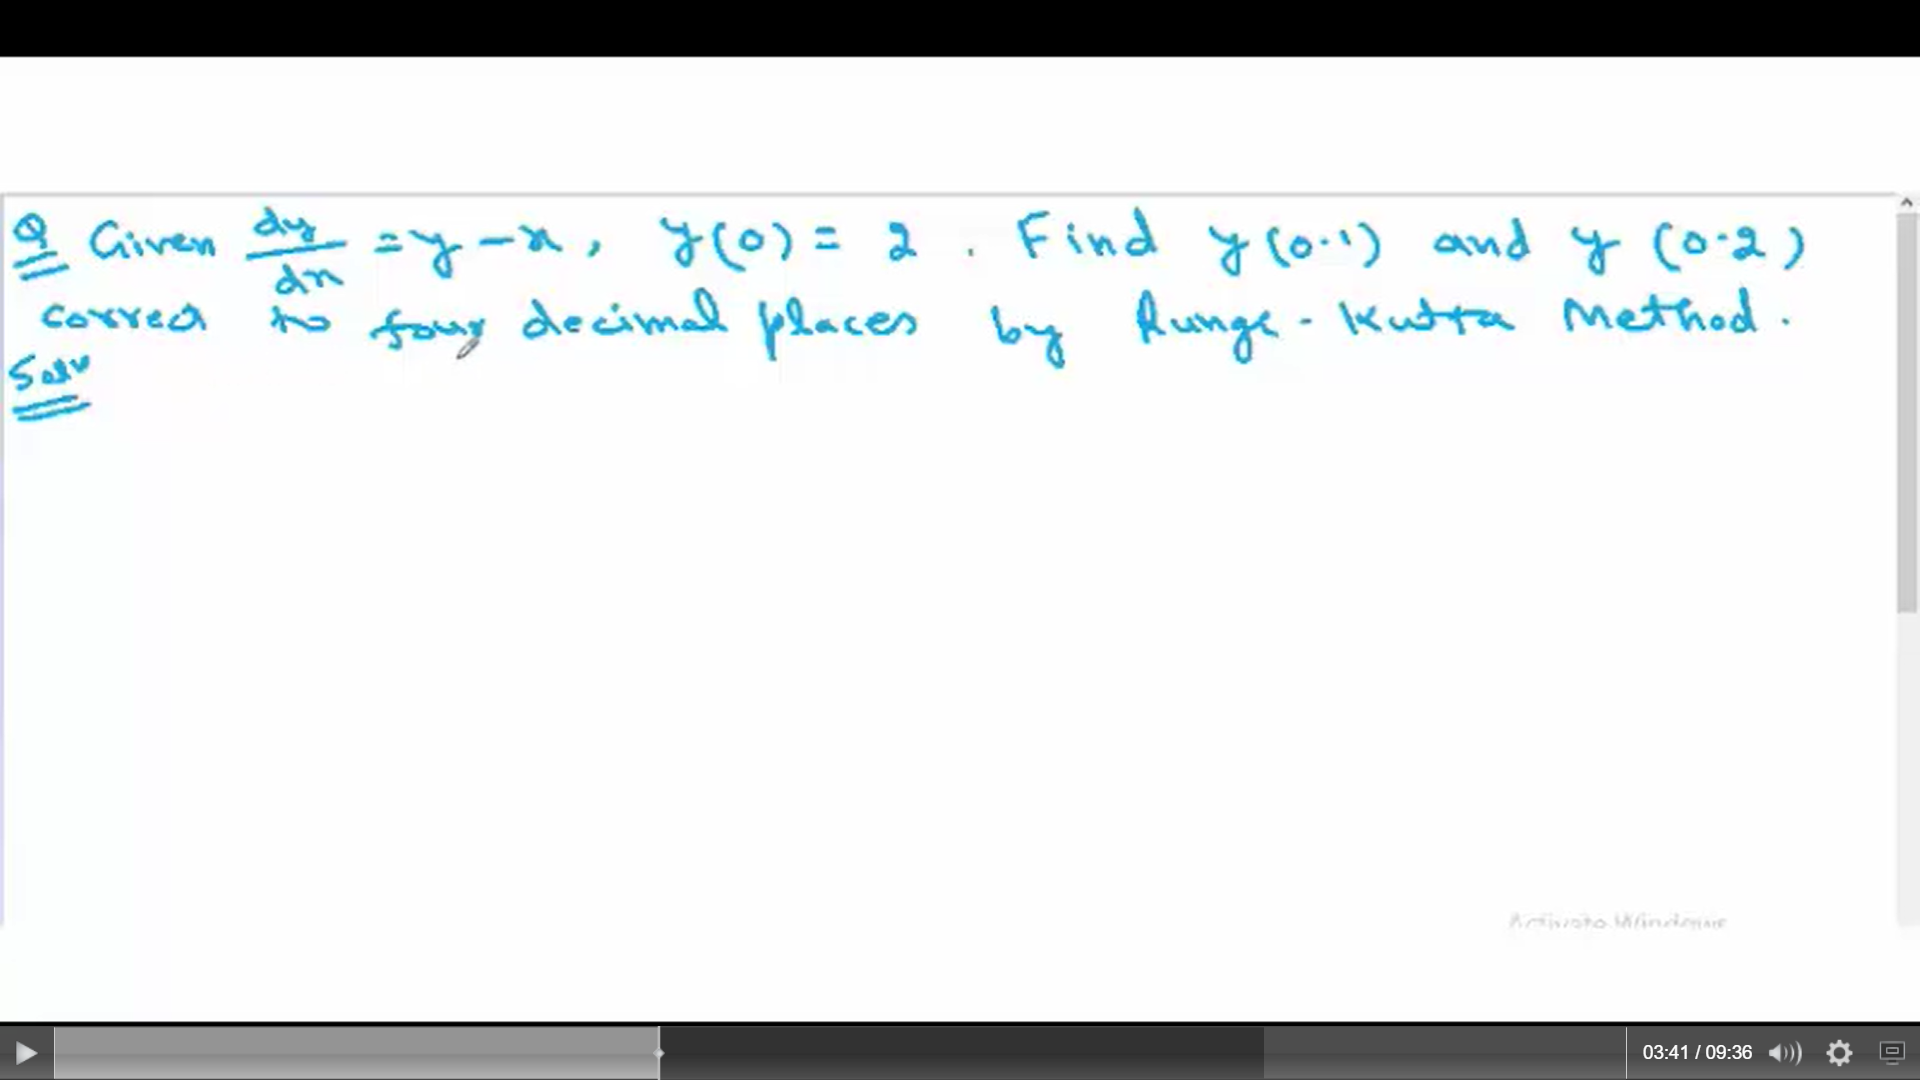 Q Given dy/dx = y - x, y(0) = 2. Find y(0.1) and y(0.2)
correct to four decimal places by Runge-Kutta Method.
Soln
Activate Windows
03:41 / 09:36